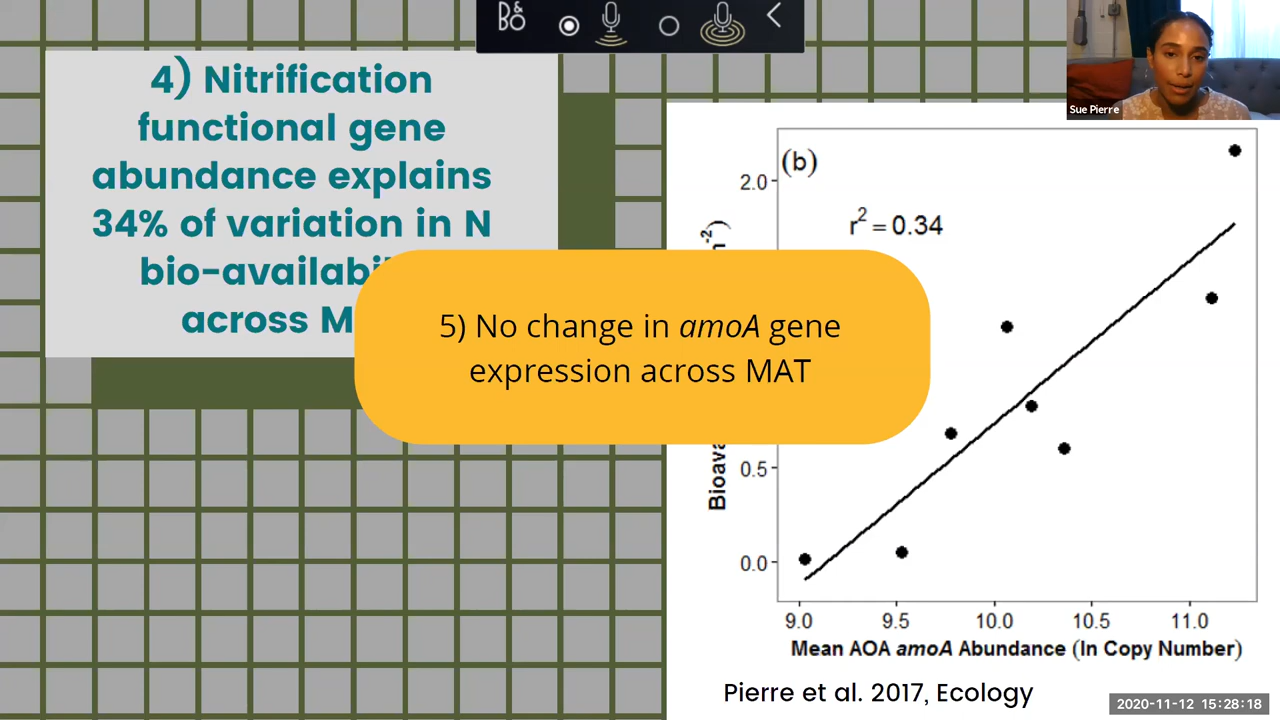 B&O
4) Nitrification
functional gene
abundance explains
34% of variation in N
bio-availabi
across M
5) No change in amoA gene
expression across MAT
Sue Pierre
(b)
r² = 0.34
2.0
0.5
0.0
9.0 9.5 10.0 10.5 11.0
Mean AOA amoA Abundance (ln Copy Number)
Pierre et al. 2017, Ecology
2020-11-12 15:28:18